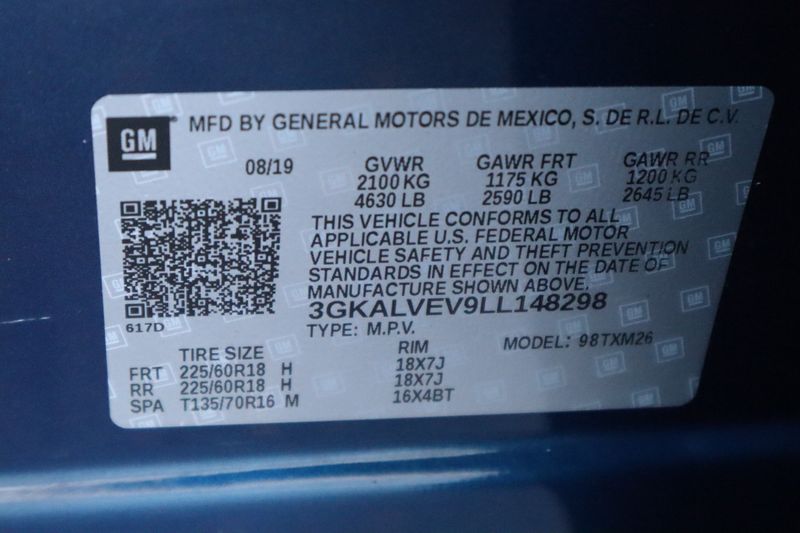 GM MFD BY GENERAL MOTORS DE MEXICO, S. DE R.L. DE C.V.
08/19 GVWR GAWR FRT GAWR RR
2100 KG 1175 KG 1200 KG
4630 LB 2590 LB 2645 LB
THIS VEHICLE CONFORMS TO ALL
APPLICABLE U.S. FEDERAL MOTOR
VEHICLE SAFETY AND THEFT PREVENTION
STANDARDS IN EFFECT ON THE DATE OF
MANUFACTURE SHOWN ABOVE.
3GKALVEV9LL148298
617D
TYPE: M.P.V. MODEL: 98TXM26
TIRE SIZE RIM
FRT 225/60R18 H 18X7J
RR 225/60R18 H 18X7J
SPA T135/70R16 M 16X4BT